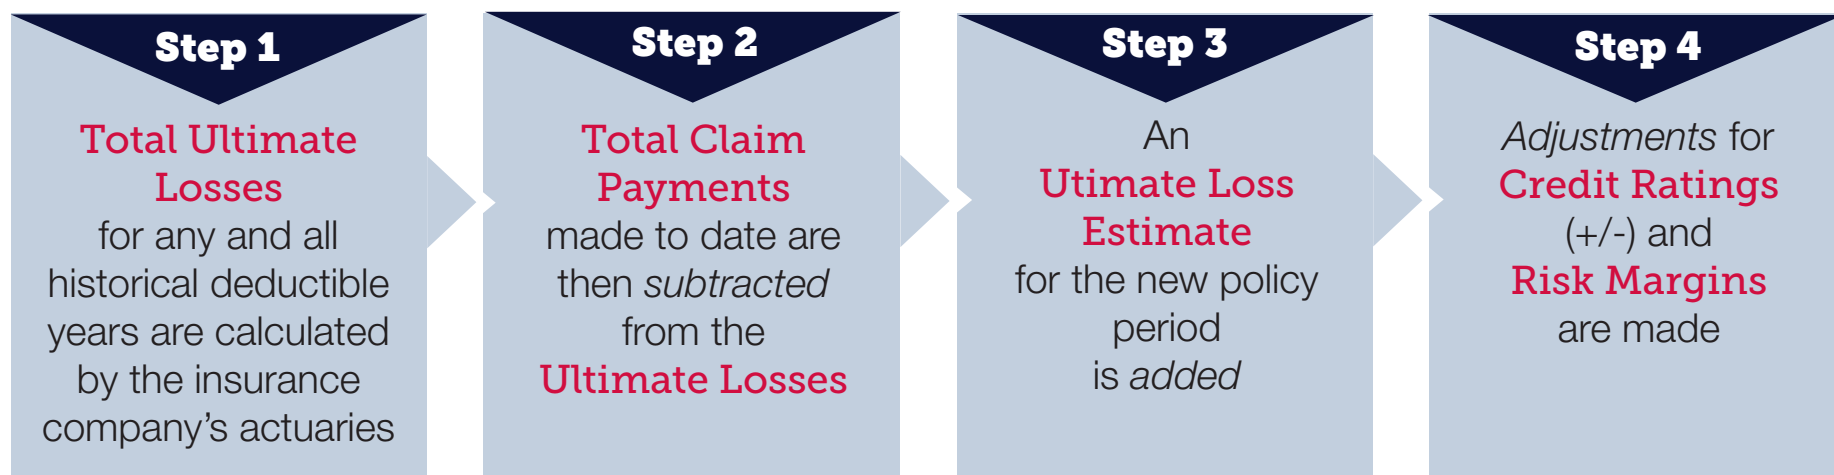 Step 1
Total Ultimate
Losses
for any and all
historical deductible
years are calculated
by the insurance
company’s actuaries
Step 2
Total Claim
Payments
made to date are
then subtracted
from the
Ultimate Losses
Step 3
An
Utimate Loss
Estimate
for the new policy
period
is added
Step 4
Adjustments for
Credit Ratings
(+/-) and
Risk Margins
are made